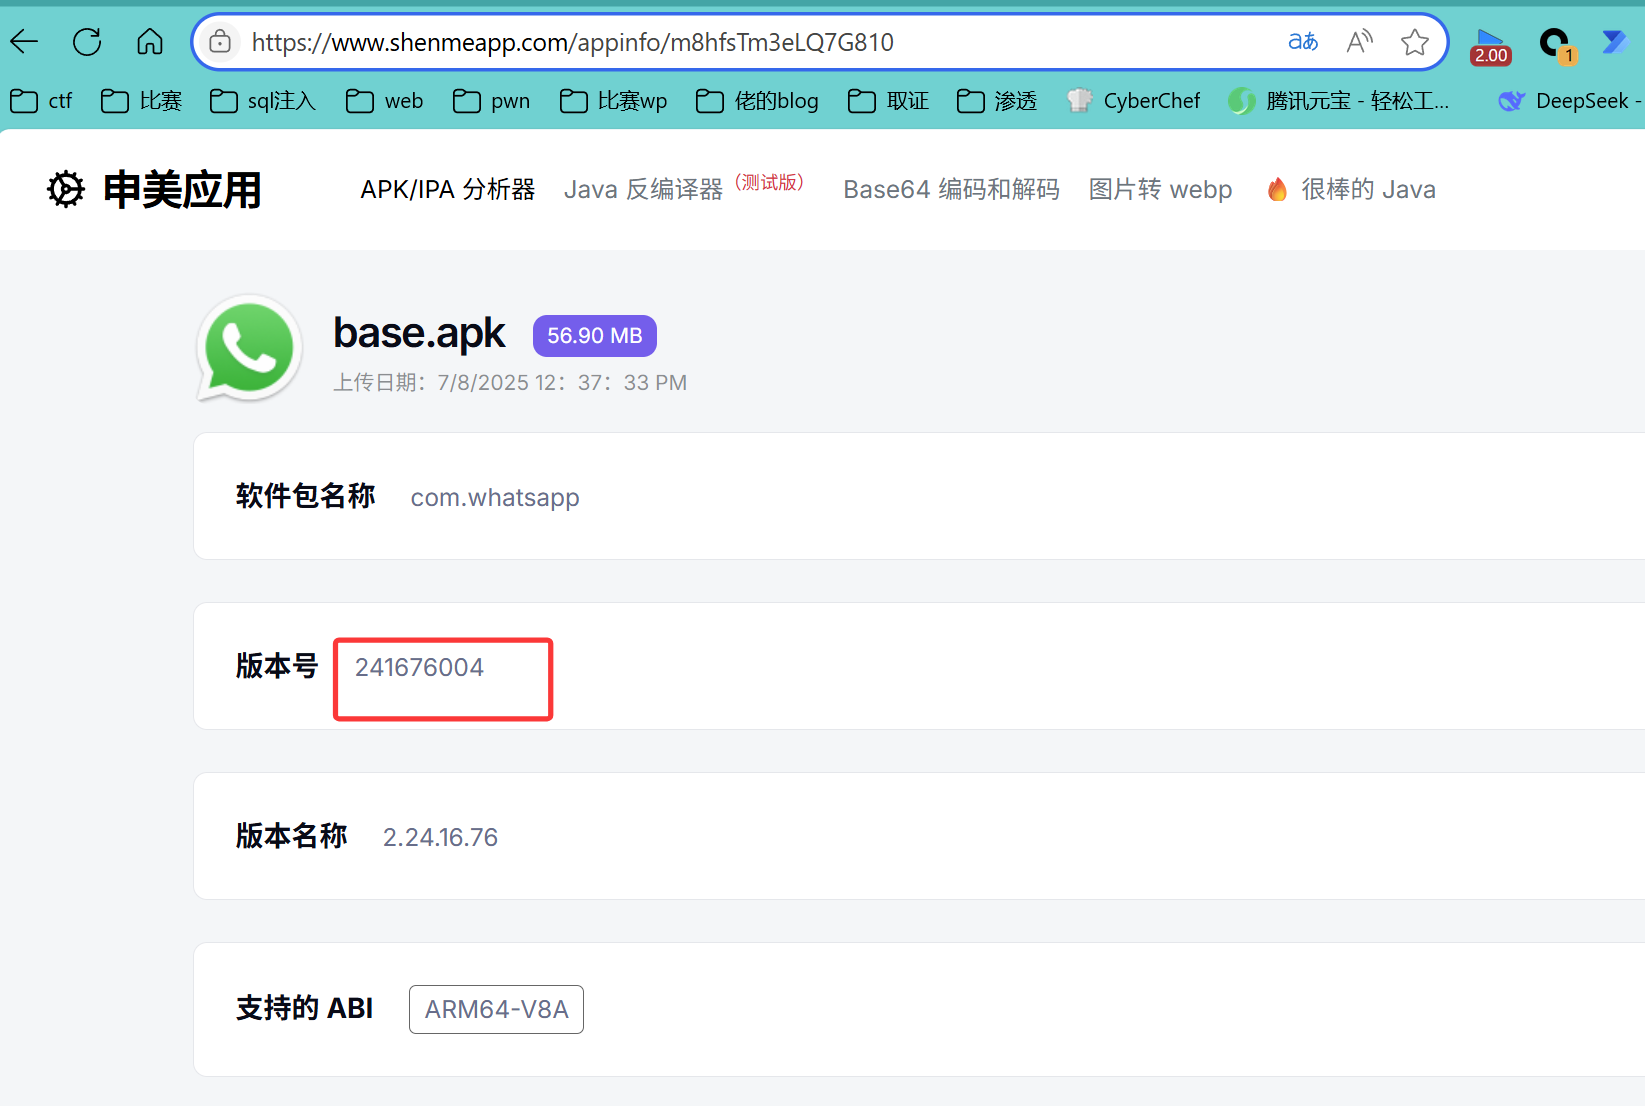 https://www.shenmeapp.com/appinfo/m8hfsTm3eLQ7G810 aあ A 2.00 1
ctf 比赛 sql注入 web pwn 比赛wp 佬的blog 取证 渗透 CyberChef 腾讯元宝 - 轻松工... DeepSeek -
申美应用 APK/IPA 分析器 Java 反编译器 (测试版) Base64 编码和解码 图片转 webp 很棒的 Java
base.apk 56.90 MB
上传日期：7/8/2025 12：37：33 PM
软件包名称 com.whatsapp
版本号 241676004
版本名称 2.24.16.76
支持的 ABI ARM64-V8A